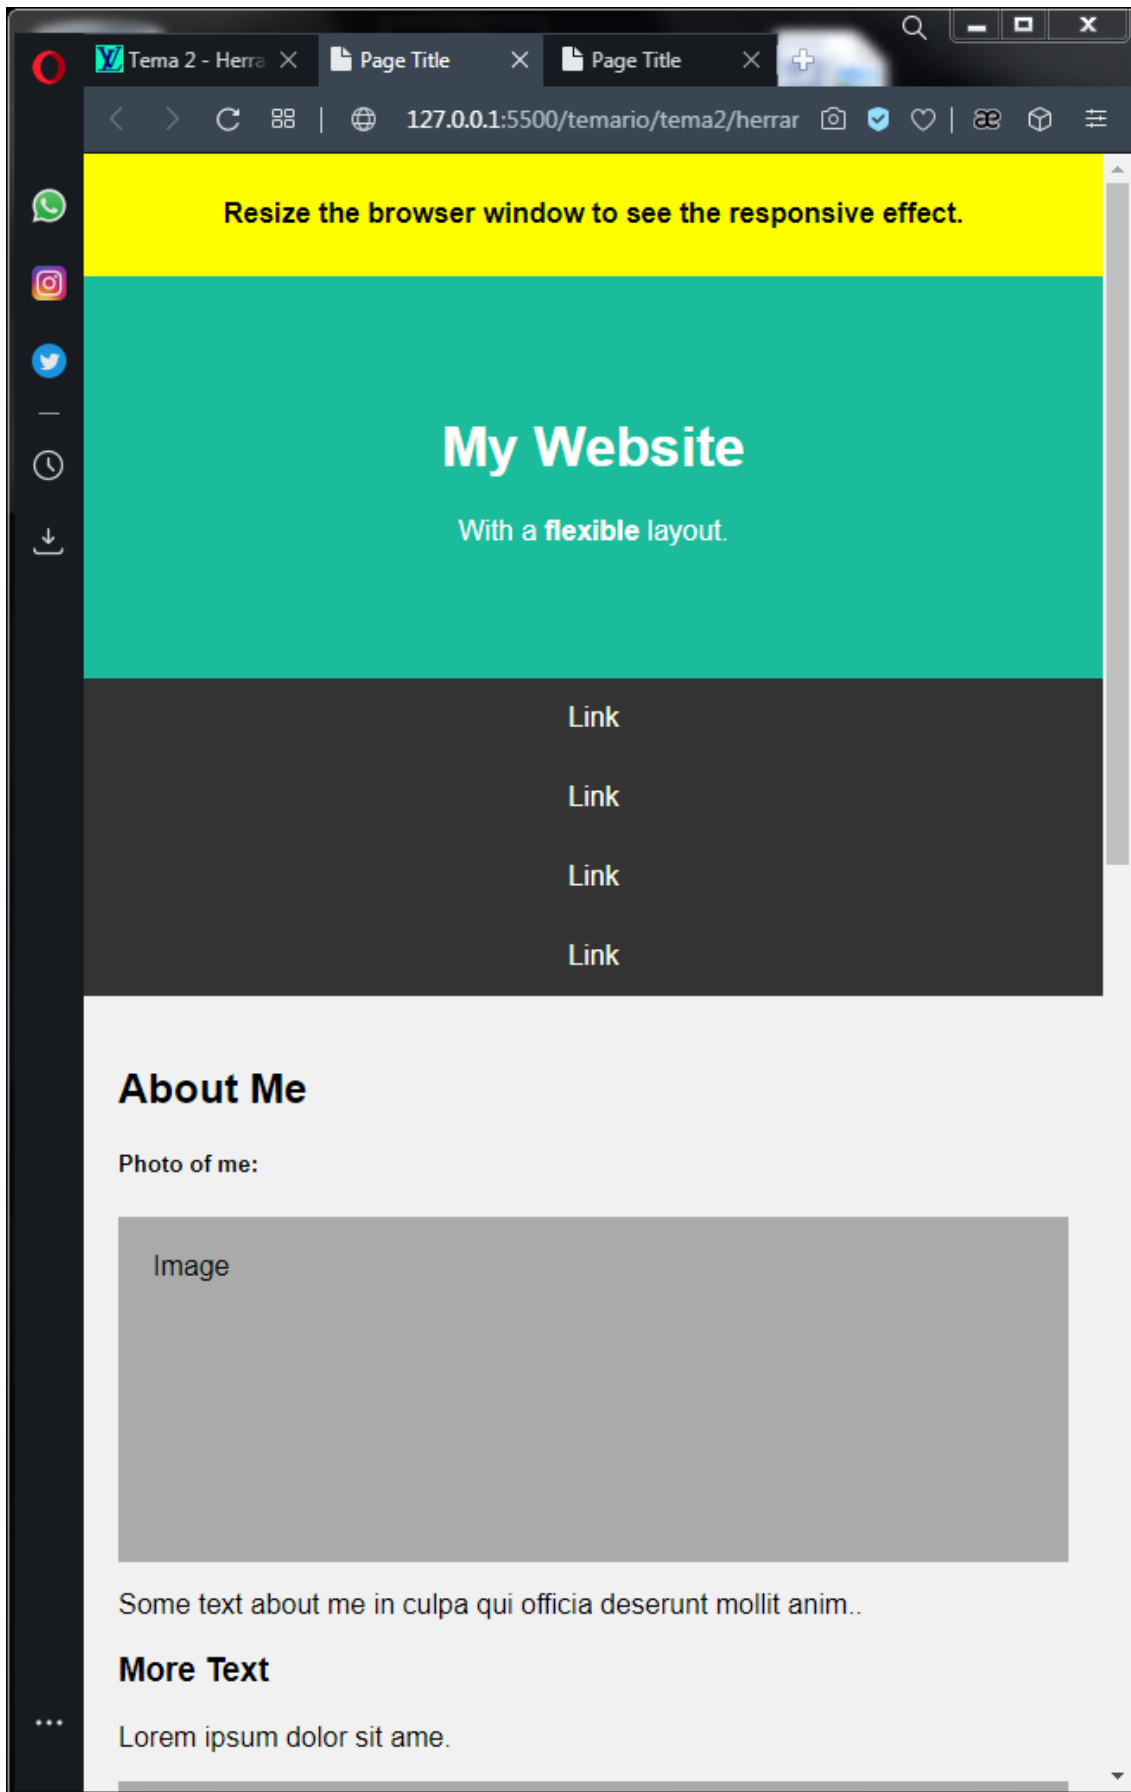 Tema 2 - Herra
Page Title
Page Title
127.0.0.1:5500/temario/tema2/herrar
Resize the browser window to see the responsive effect.
My Website
With a flexible layout.
Link
Link
Link
Link
About Me
Photo of me:
Image
Some text about me in culpa qui officia deserunt mollit anim..
More Text
Lorem ipsum dolor sit ame.